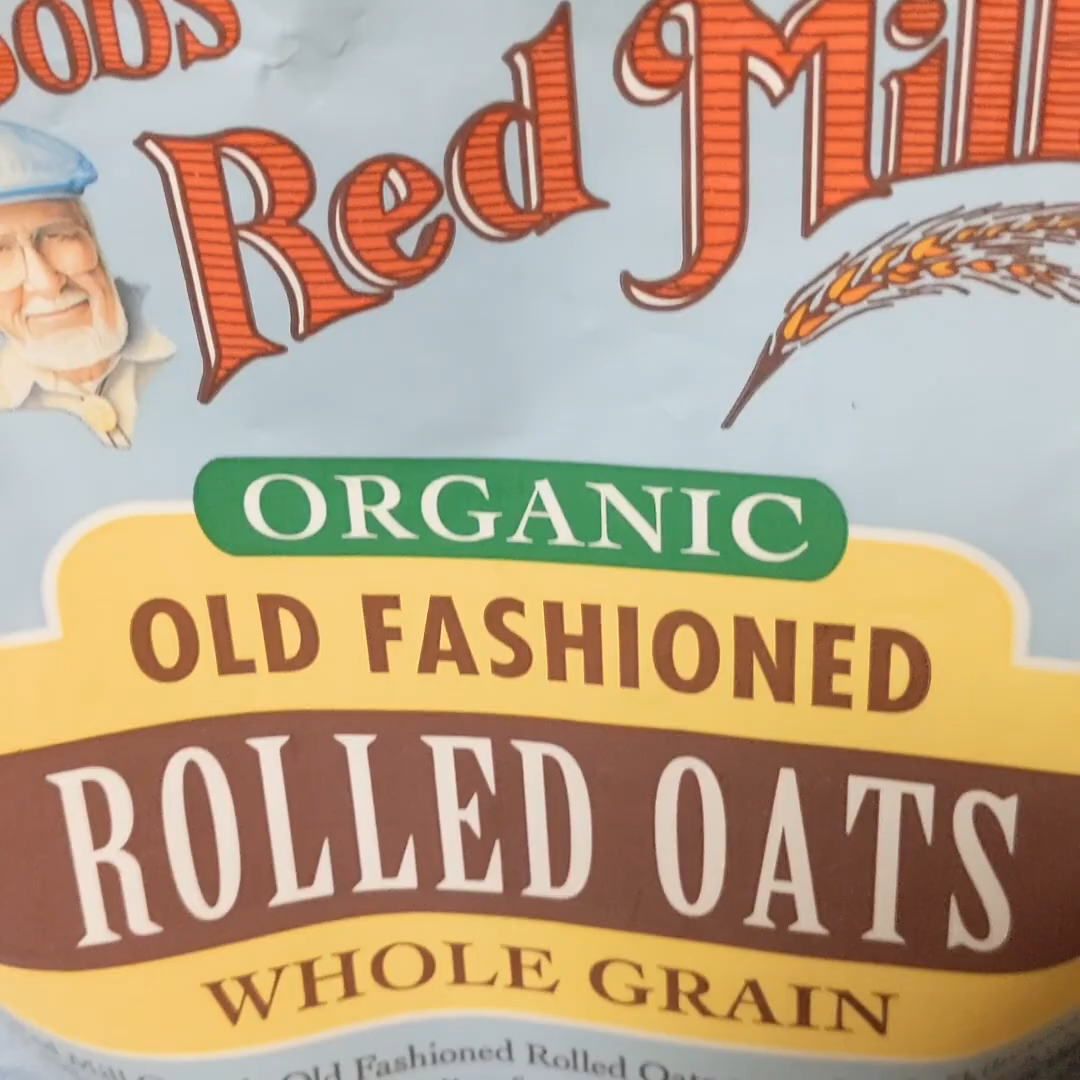 Red Mill
ORGANIC
OLD FASHIONED
ROLLED OATS
WHOLE GRAIN
Old Fashioned Rolled